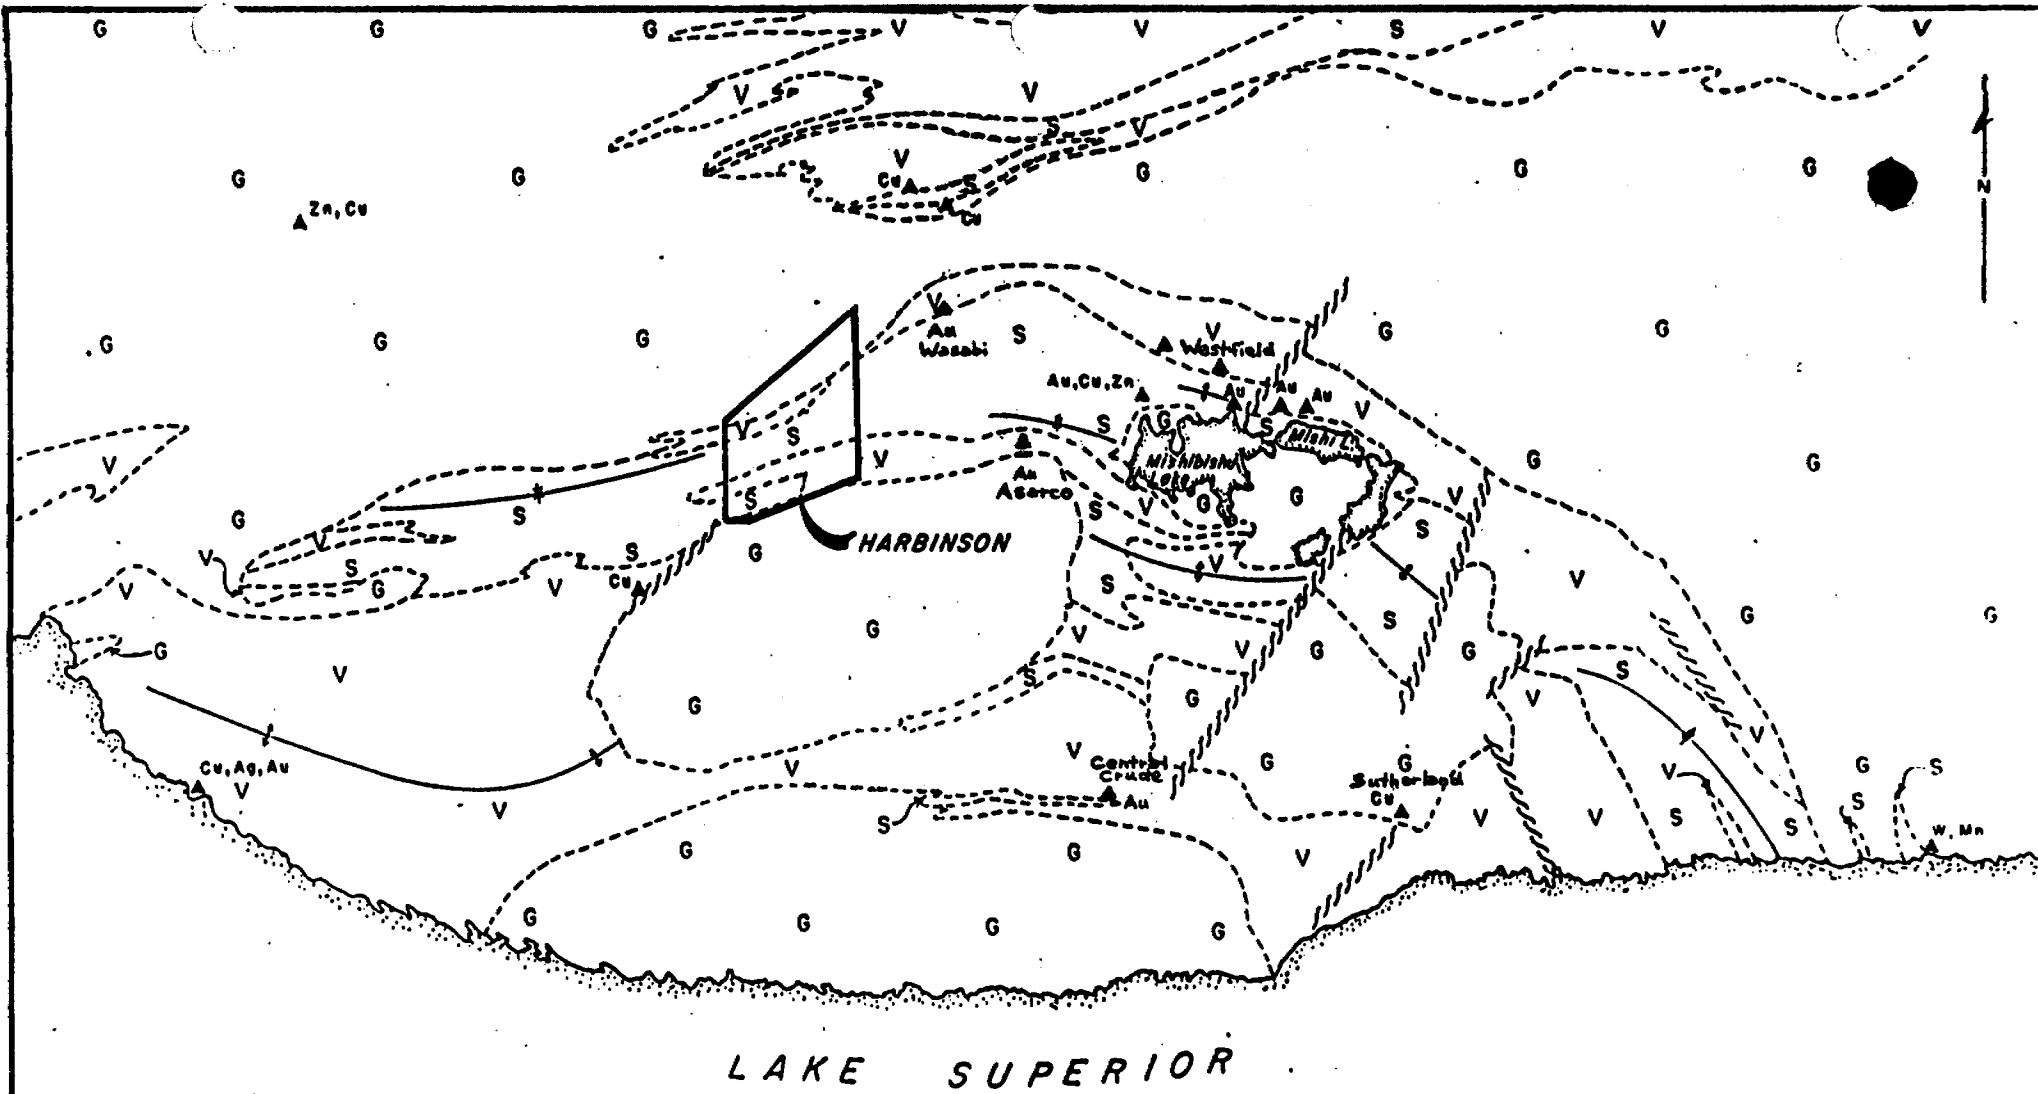 G G G V V S V V
V V
S V
G G V Cu S G G G
Zn, Cu
Cu
N
V
Au
Wasabi
S
G G G
V
Westfield
G G
Au, Cu, Zn
Au Au Au
V
V S
S G S
Mishi L.
V
V
Au
Asarco
Mishibishu
Lake
G G
V
S
G S
S V G
V S
HARBINSON
G
V S
S
V G
V
Cu
S
V
V
G
S
S
G G
G
V V G G
G
V
S
S
G
G
V
V
V
Cu, Ag, Au
V
V
V
Central
Crude
Au
G
G
Sutherland
Cu
V
G S
S
V
S
V V S S
W, Mn
G G V
G G G G
LAKE SUPERIOR